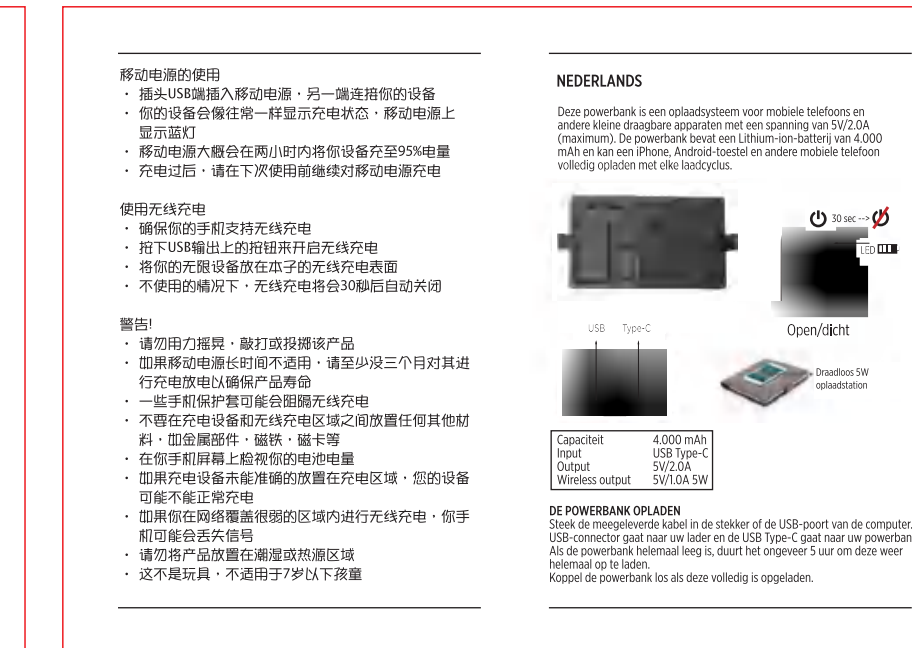 移动电源的使用
· 插头USB端插入移动电源，另一端连接你的设备
· 你的设备会像往常一样显示充电状态，移动电源上
显示蓝灯
· 移动电源大概会在两小时内将你设备充至95%电量
· 充电过后，请在下次使用前继续对移动电源充电
使用无线充电
· 确保你的手机支持无线充电
· 按下USB输出上的按钮来开启无线充电
· 将你的无限设备放在本子的无线充电表面
· 不使用的情况下，无线充电将会30秒后自动关闭
警告!
· 请勿用力摇晃，敲打或投掷该产品
· 如果移动电源长时间不适用，请至少没三个月对其进
行充电放电以确保产品寿命
· 一些手机保护套可能会阻隔无线充电
· 不要在充电设备和无线充电区域之间放置任何其他材
料，如金属部件，磁铁，磁卡等
· 在你手机屏幕上检视你的电池电量
· 如果充电设备未能准确的放置在充电区域，您的设备
可能不能正常充电
· 如果你在网络覆盖很弱的区域内进行无线充电，你手
机可能会丢失信号
· 请勿将产品放置在潮湿或热源区域
· 这不是玩具，不适用于7岁以下孩童
NEDERLANDS
Deze powerbank is een oplaadsysteem voor mobiele telefoons en
andere kleine draagbare apparaten met een spanning van 5V/2.0A
(maximum). De powerbank bevat een Lithium-ion-batterij van 4.000
mAh en kan een iPhone, Android-toestel en andere mobiele telefoon
volledig opladen met elke laadcyclus.
30 sec -->
LED
Open/dicht
USB Type-C
Draadloos 5W
oplaadstation
Capaciteit 4.000 mAh
Input USB Type-C
Output 5V/2.0A
Wireless output 5V/1.0A 5W
DE POWERBANK OPLADEN
Steek de meegeleverde kabel in de stekker of de USB-poort van de computer.
USB-connector gaat naar uw lader en de USB Type-C gaat naar uw powerban
Als de powerbank helemaal leeg is, duurt het ongeveer 5 uur om deze weer
helemaal op te laden.
Koppel de powerbank los als deze volledig is opgeladen.